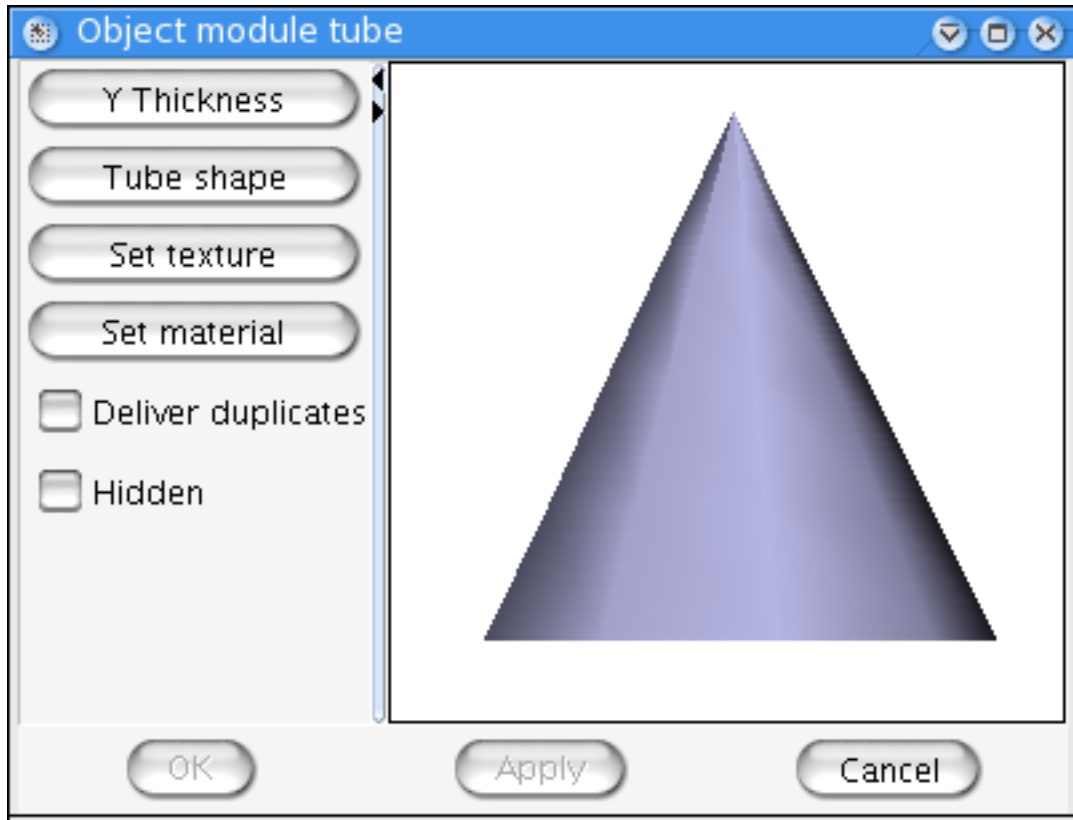 Object module tube
Y Thickness
Tube shape
Set texture
Set material
Deliver duplicates
Hidden
OK
Apply
Cancel